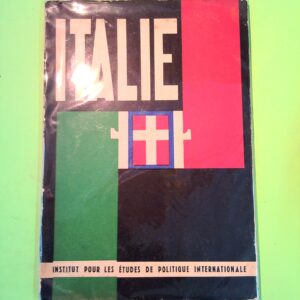 ITALIE
INSTITUT POUR LES ÉTUDES DE POLITIQUE INTERNATIONALE